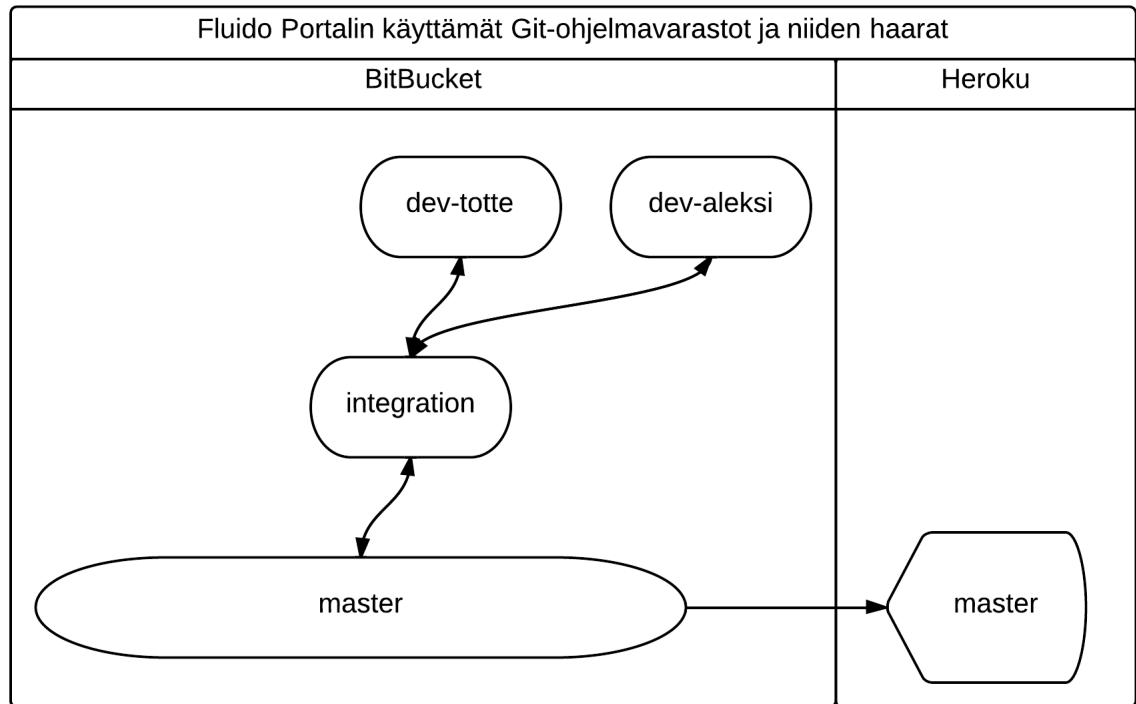 Fluido Portalin käyttämät Git-ohjelmavarastot ja niiden haarat
BitBucket
Heroku
dev-totte
dev-aleksi
integration
master
master